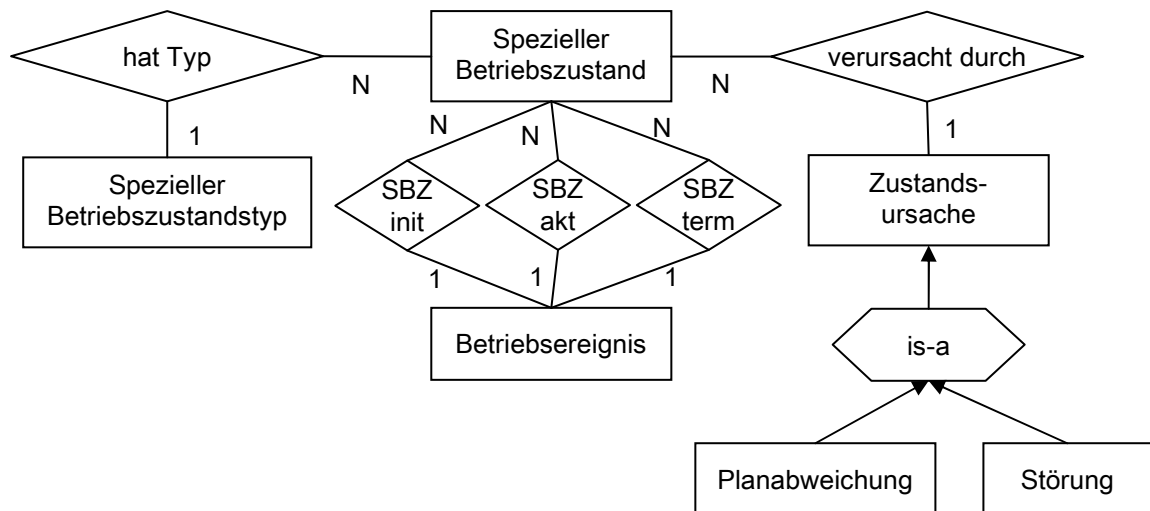 hat Typ
Spezieller
Betriebszustand
verursacht durch
N
N
1
N
N
N
1
Spezieller
Betriebszustandstyp
SBZ
init
SBZ
akt
SBZ
term
Zustands-
ursache
1
1
1
Betriebsereignis
is-a
Planabweichung
Störung